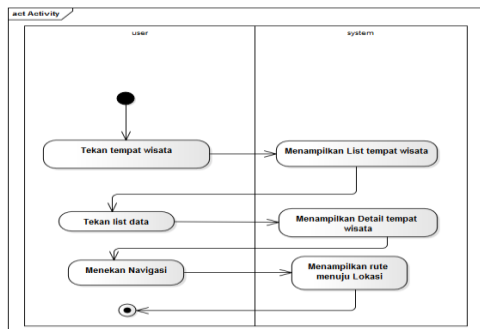 act Activity
user
system
Tekan tempat wisata
Menampilkan List tempat wisata
Tekan list data
Menampilkan Detail tempat
wisata
Menekan Navigasi
Menampilkan rute
menuju Lokasi